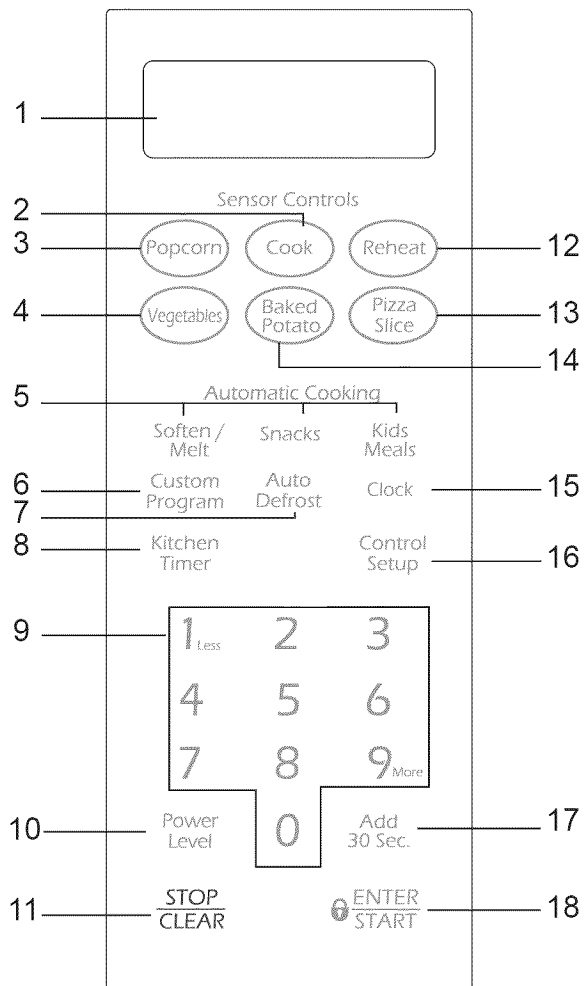 1
Sensor Controls
2
3
Popcorn
Cook
Reheat
12
4
Vegetables
Baked
Potato
Pizza
Slice
13
14
5
Automatic Cooking
Soften /
Melt
Snacks
Kids
Meals
6
Custom
Program
Auto
Defrost
Clock
15
7
8
Kitchen
Timer
Control
Setup
16
9
1 Less
2
3
4
5
6
7
8
9 More
10
Power
Level
0
Add
30 Sec.
17
11
STOP
CLEAR
ENTER
START
18